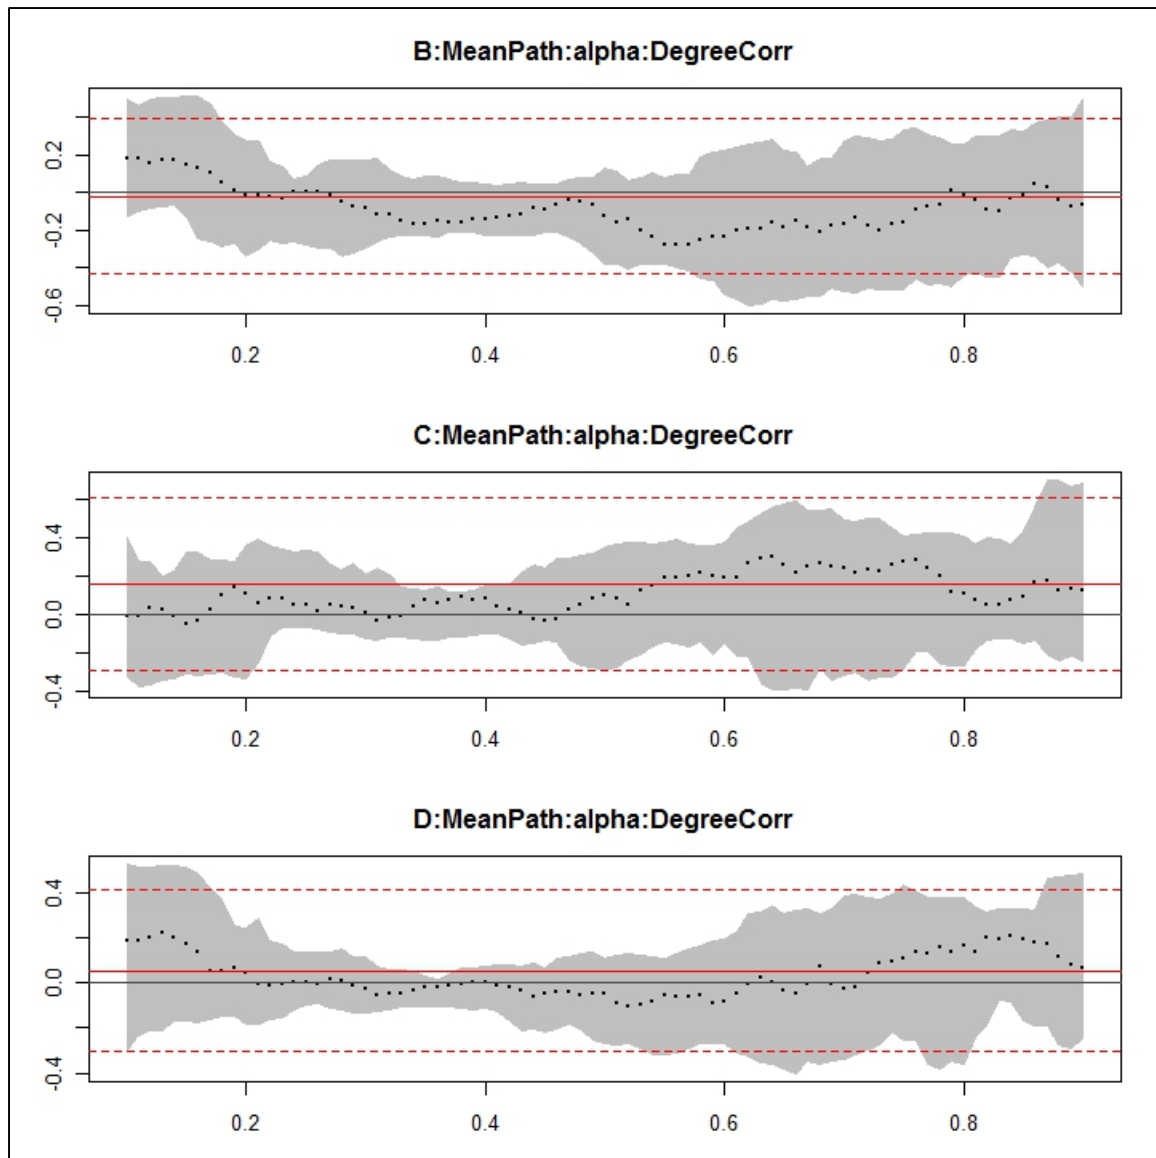 B:MeanPath:alpha:DegreeCorr
0.2
-0.2
-0.6
0.2 0.4 0.6 0.8
C:MeanPath:alpha:DegreeCorr
0.4
0.0
-0.4
0.2 0.4 0.6 0.8
D:MeanPath:alpha:DegreeCorr
0.4
0.0
-0.4
0.2 0.4 0.6 0.8